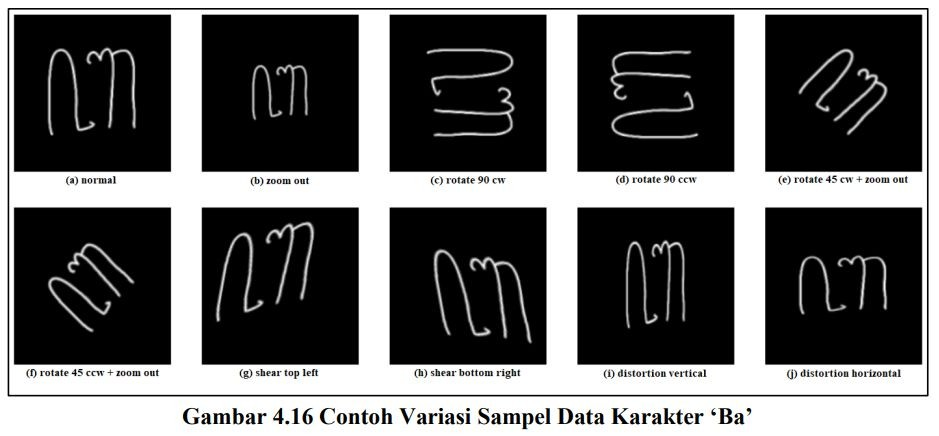 (a) normal
(b) zoom out
(c) rotate 90 cw
(d) rotate 90 ccw
(e) rotate 45 cw + zoom out
(f) rotate 45 ccw + zoom out
(g) shear top left
(h) shear bottom right
(i) distortion vertical
(j) distortion horizontal
Gambar 4.16 Contoh Variasi Sampel Data Karakter ‘Ba’